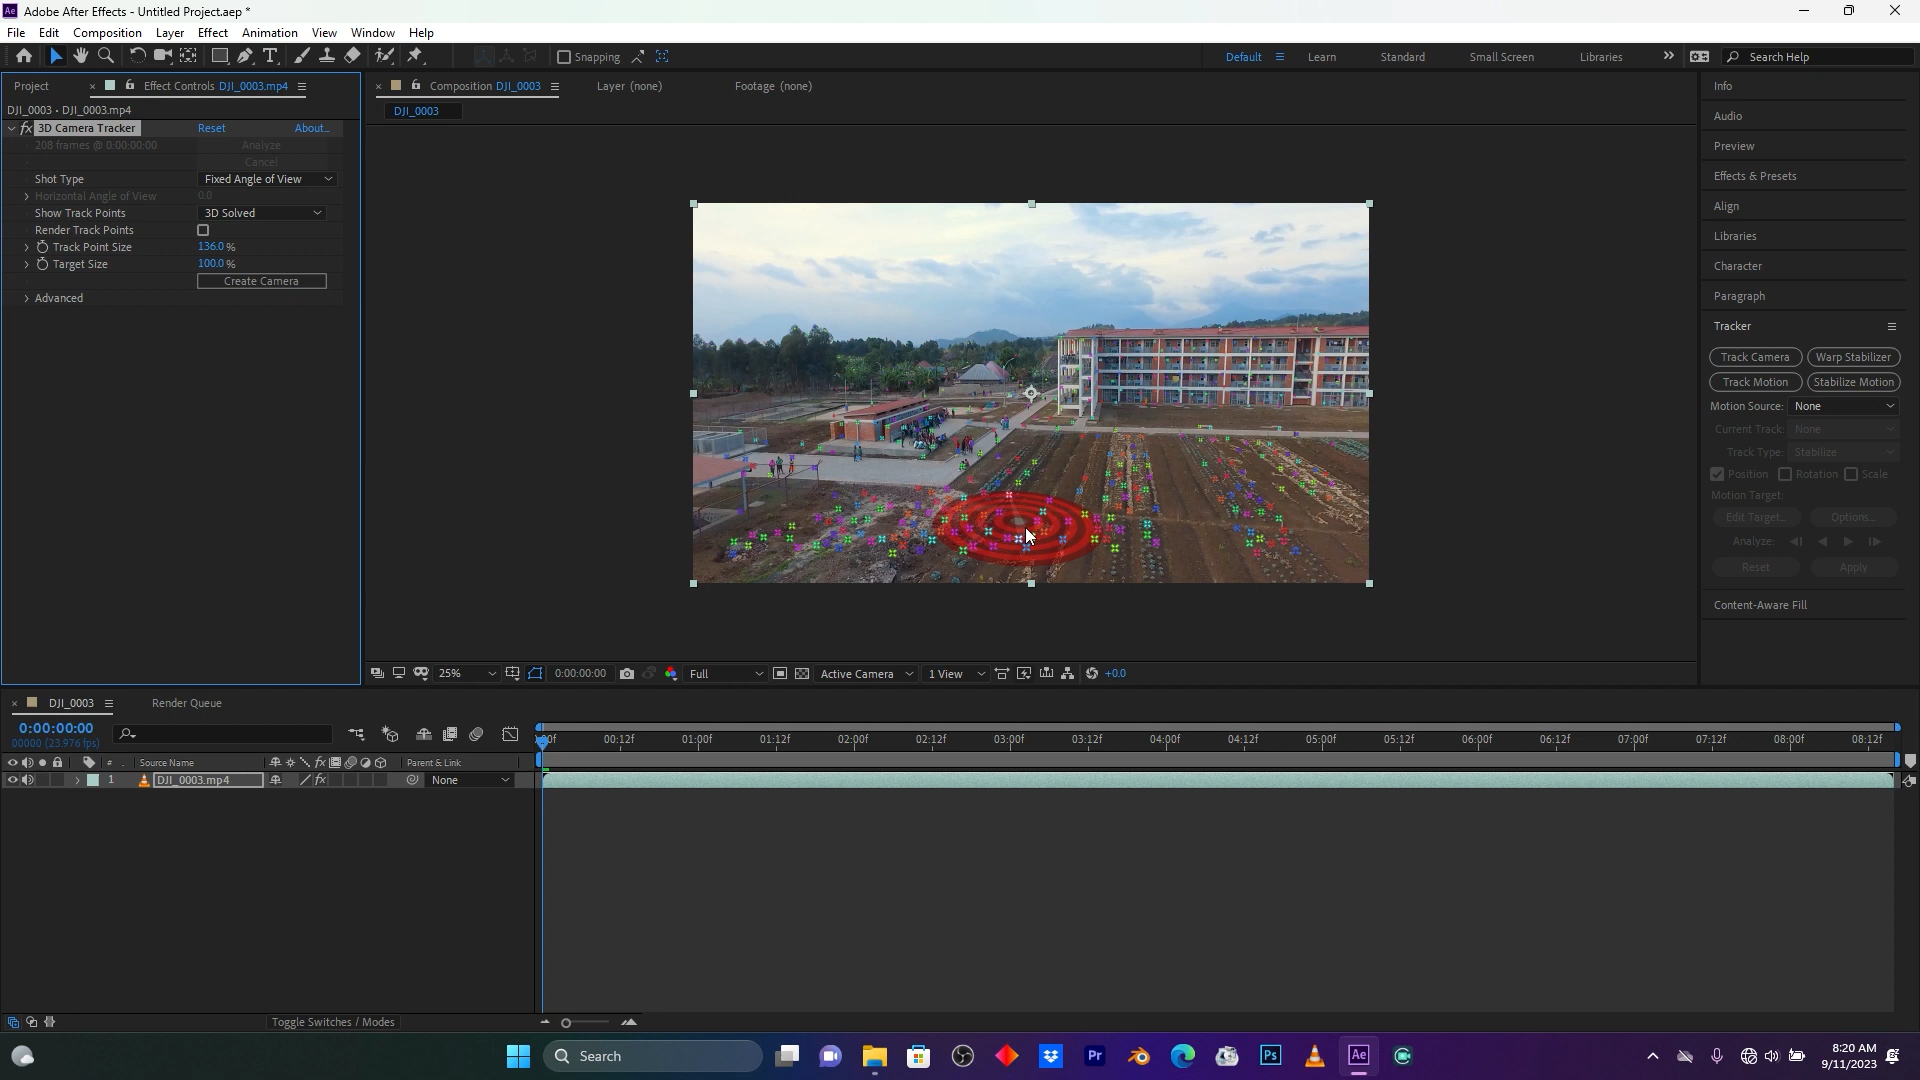 Adobe After Effects - Untitled Project.aep *
File Edit Composition Layer Effect Animation View Window Help
Snapping Default Learn Standard Small Screen Libraries Search Help
Project Effect Controls DJI_0003.mp4
Composition DJI_0003 Layer (none) Footage (none)
DJI_0003 • DJI_0003.mp4
DJI_0003
fx 3D Camera Tracker Reset About...
208 frames @ 0:00:00:00 Analyze
Cancel
Shot Type Fixed Angle of View
Horizontal Angle of View 0.0
Show Track Points 3D Solved
Render Track Points
Track Point Size 136.0 %
Target Size 100.0 %
Create Camera
Advanced
25% 0:00:00:00 Full Active Camera 1 View +0.0
Info
Audio
Preview
Effects & Presets
Align
Libraries
Character
Paragraph
Tracker
Track Camera Warp Stabilizer
Track Motion Stabilize Motion
Motion Source: None
Current Track: None
Track Type: Stabilize
Position Rotation Scale
Motion Target:
Edit Target... Options...
Analyze:
Reset Apply
Content-Aware Fill
DJI_0003 Render Queue
0:00:00:00
00000 (23.976 fps)
00:12f 01:00f 01:12f 02:00f 02:12f 03:00f 03:12f 04:00f 04:12f 05:00f 05:12f 06:00f 06:12f 07:00f 07:12f 08:00f 08:12f
# Source Name fx Parent & Link
1 DJI_0003.mp4 fx None
Toggle Switches / Modes
Search Pr Ps Ae
8:20 AM
9/11/2023